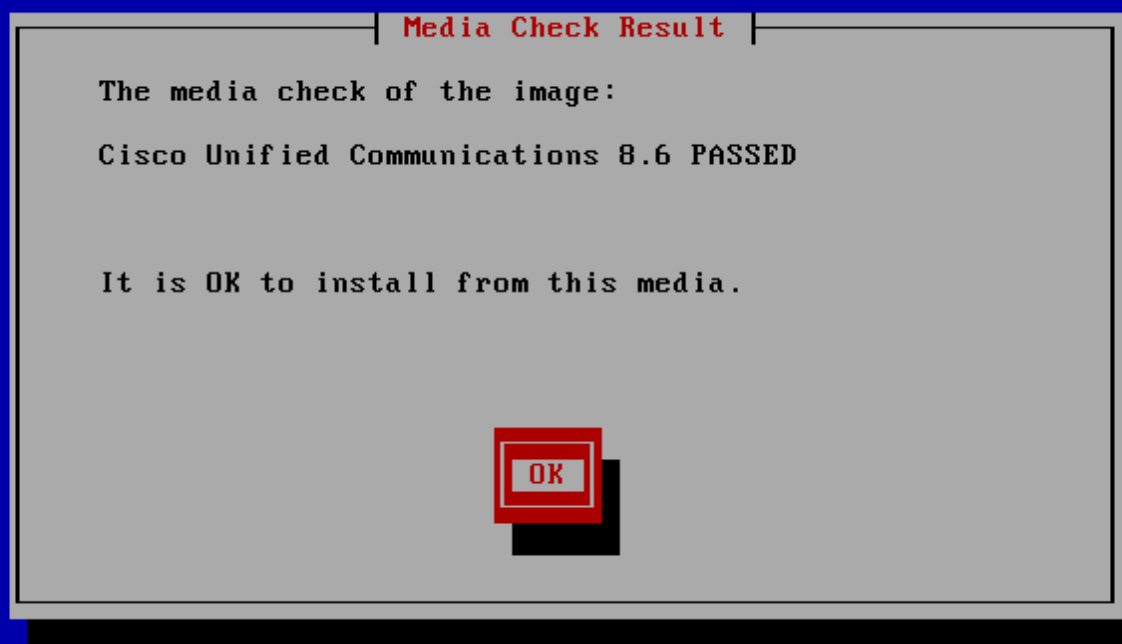 Media Check Result
The media check of the image:
Cisco Unified Communications 8.6 PASSED
It is OK to install from this media.
OK